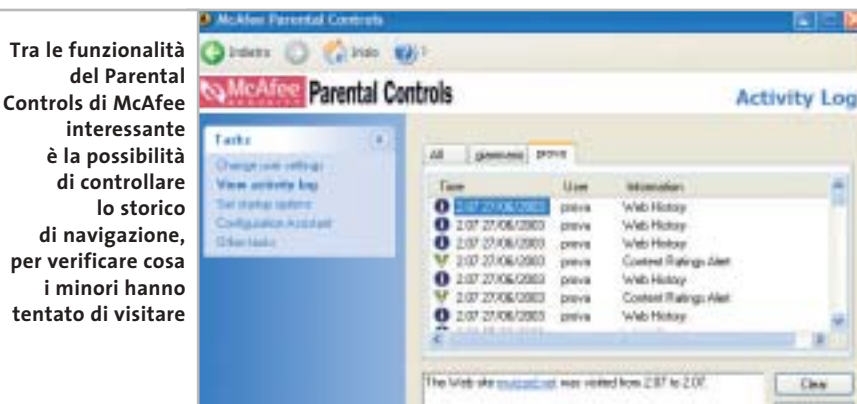 Tra le funzionalità
del Parental
Controls di McAfee
interessante
è la possibilità
di controllare
lo storico
di navigazione,
per verificare cosa
i minori hanno
tentato di visitare
McAfee Parental Controls
Indietro Inizio ?
McAfee Parental Controls
SECURITY
Activity Log
Tasks
Change user settings
View activity log
Set startup options
Configuration Assistant
Other tasks
All prova
Time User Information
2.07 27/06/2003 prova Web History
2.07 27/06/2003 prova Web History
2.07 27/06/2003 prova Web History
2.07 27/06/2003 prova Content Ratings Alert
2.07 27/06/2003 prova Web History
2.07 27/06/2003 prova Content Ratings Alert
2.07 27/06/2003 prova Web History
The Web site was visited from 2.07 to 2.07.
Clear